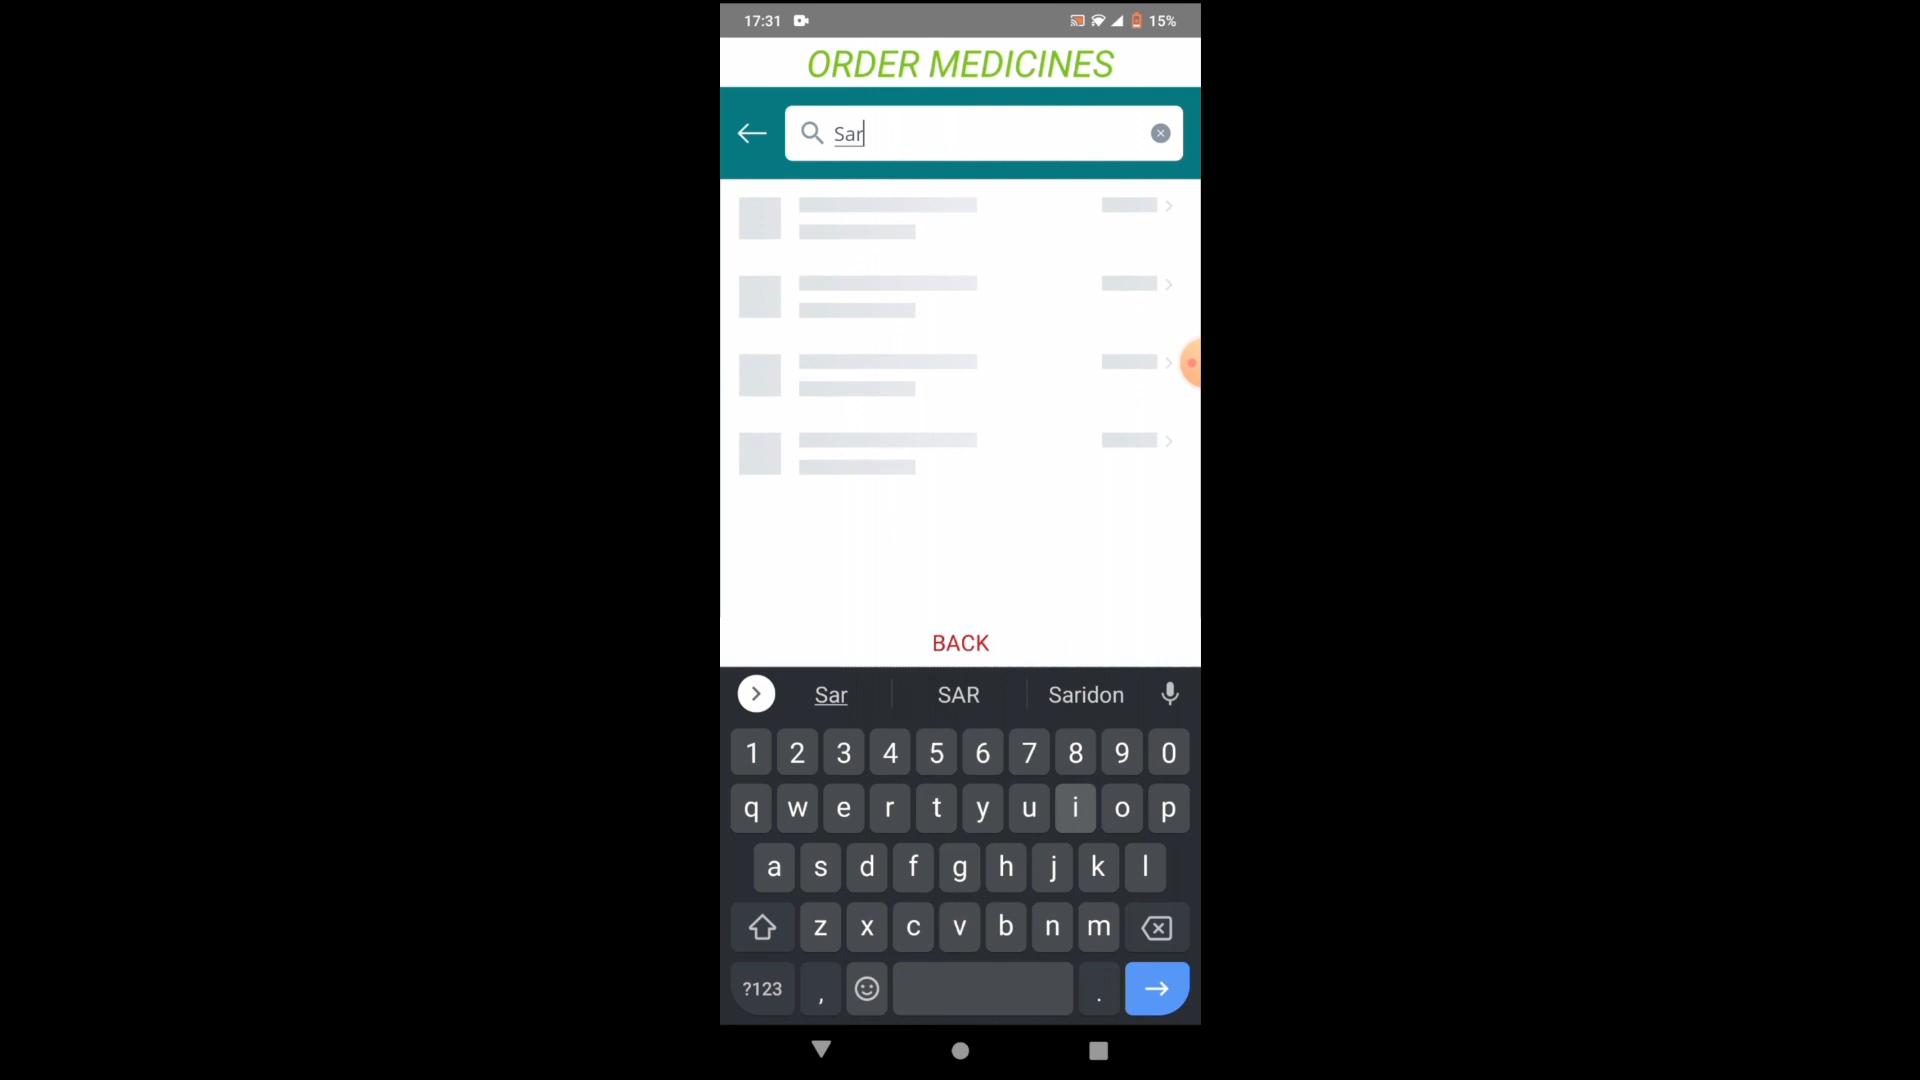 17:31 15%
ORDER MEDICINES
Sar
BACK
Sar SAR Saridon
1 2 3 4 5 6 7 8 9 0
q w e r t y u i o p
a s d f g h j k l
z x c v b n m
?123 , .